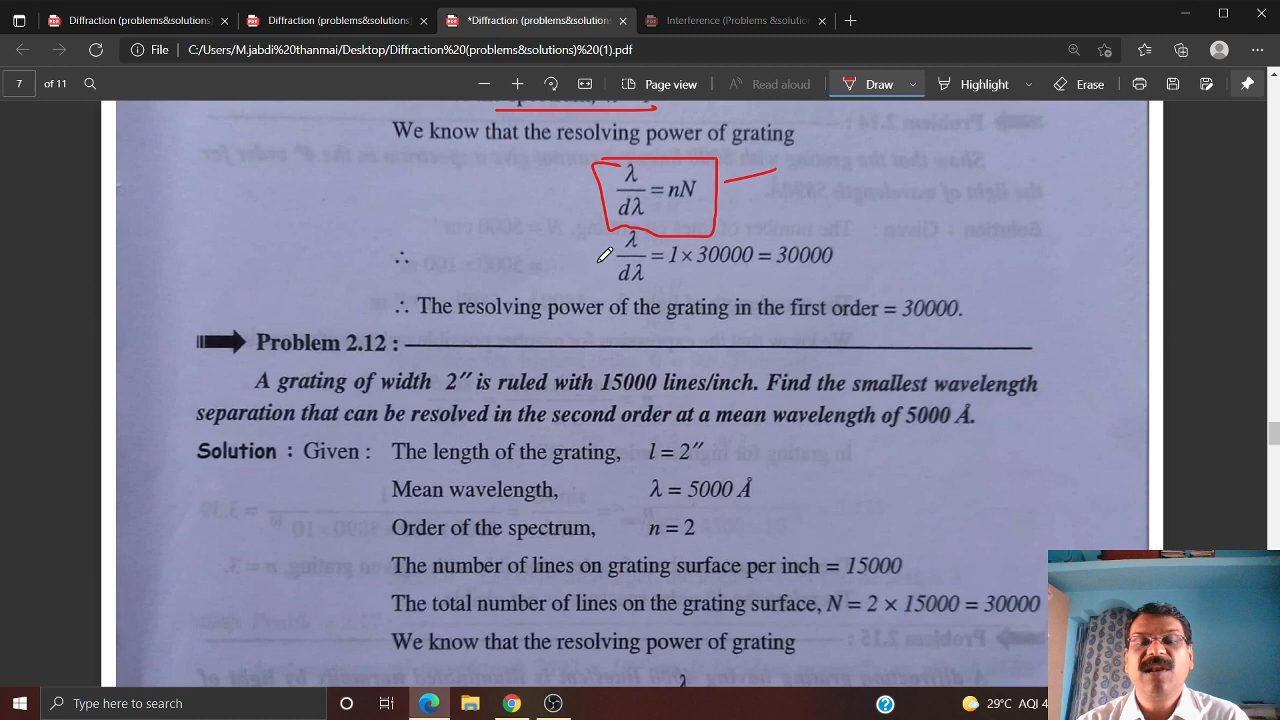 Diffraction (problems&solutions)
Diffraction (problems&solutions)
*Diffraction (problems&solutions
Interference (Problems &solution
File
C:/Users/M.jabdi%20thanmai/Desktop/Diffraction%20(problems&solutions)%20(1).pdf
7 of 11
Page view
Read aloud
Draw
Highlight
Erase
We know that the resolving power of grating
λ/dλ = nN
∴ λ/dλ = 1 × 30000 = 30000
∴ The resolving power of the grating in the first order = 30000.
Problem 2.12 :
A grating of width 2″ is ruled with 15000 lines/inch. Find the smallest wavelength
separation that can be resolved in the second order at a mean wavelength of 5000 Å.
Solution : Given : The length of the grating, l = 2″
Mean wavelength, λ = 5000 Å
Order of the spectrum, n = 2
The number of lines on grating surface per inch = 15000
The total number of lines on the grating surface, N = 2 × 15000 = 30000
We know that the resolving power of grating
λ
Type here to search
29°C AQI 4